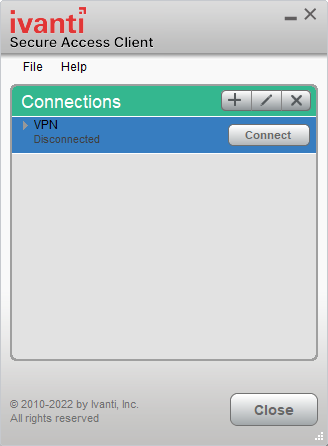 ivanti
Secure Access Client
File Help
Connections
VPN
Disconnected
Connect
© 2010-2022 by Ivanti, Inc.
All rights reserved
Close